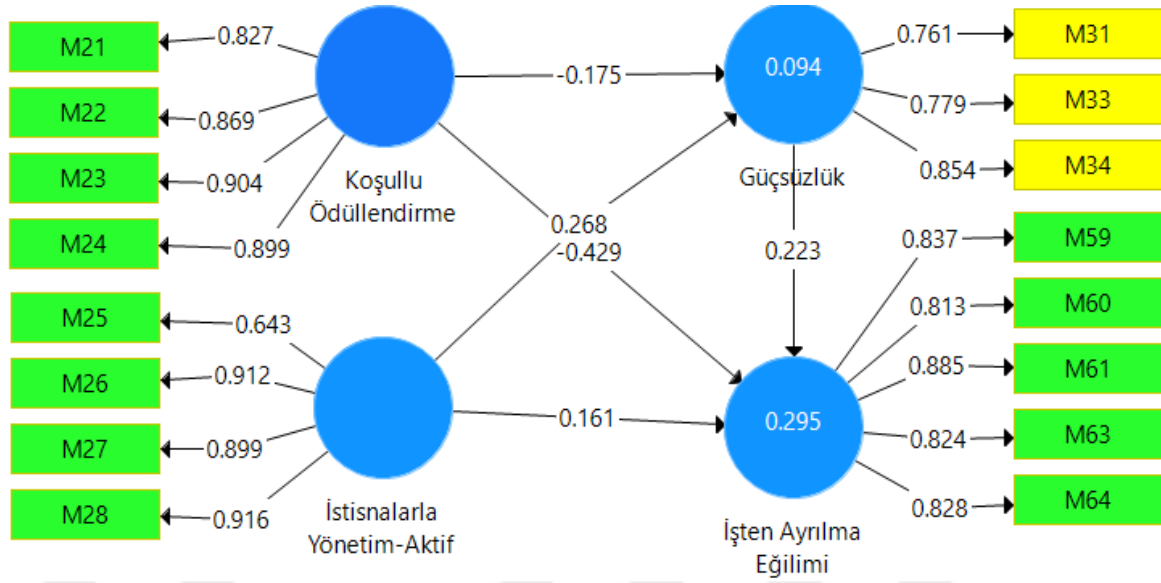 M21
M22
M23
M24
M25
M26
M27
M28
0.827
0.869
0.904
0.899
0.643
0.912
0.899
0.916
Koşullu
Ödüllendirme
İstisnalarla
Yönetim-Aktif
-0.175
0.268
-0.429
0.161
0.094
Güçsüzlük
0.223
0.295
İşten Ayrılma
Eğilimi
0.761
0.779
0.854
0.837
0.813
0.885
0.824
0.828
M31
M33
M34
M59
M60
M61
M63
M64